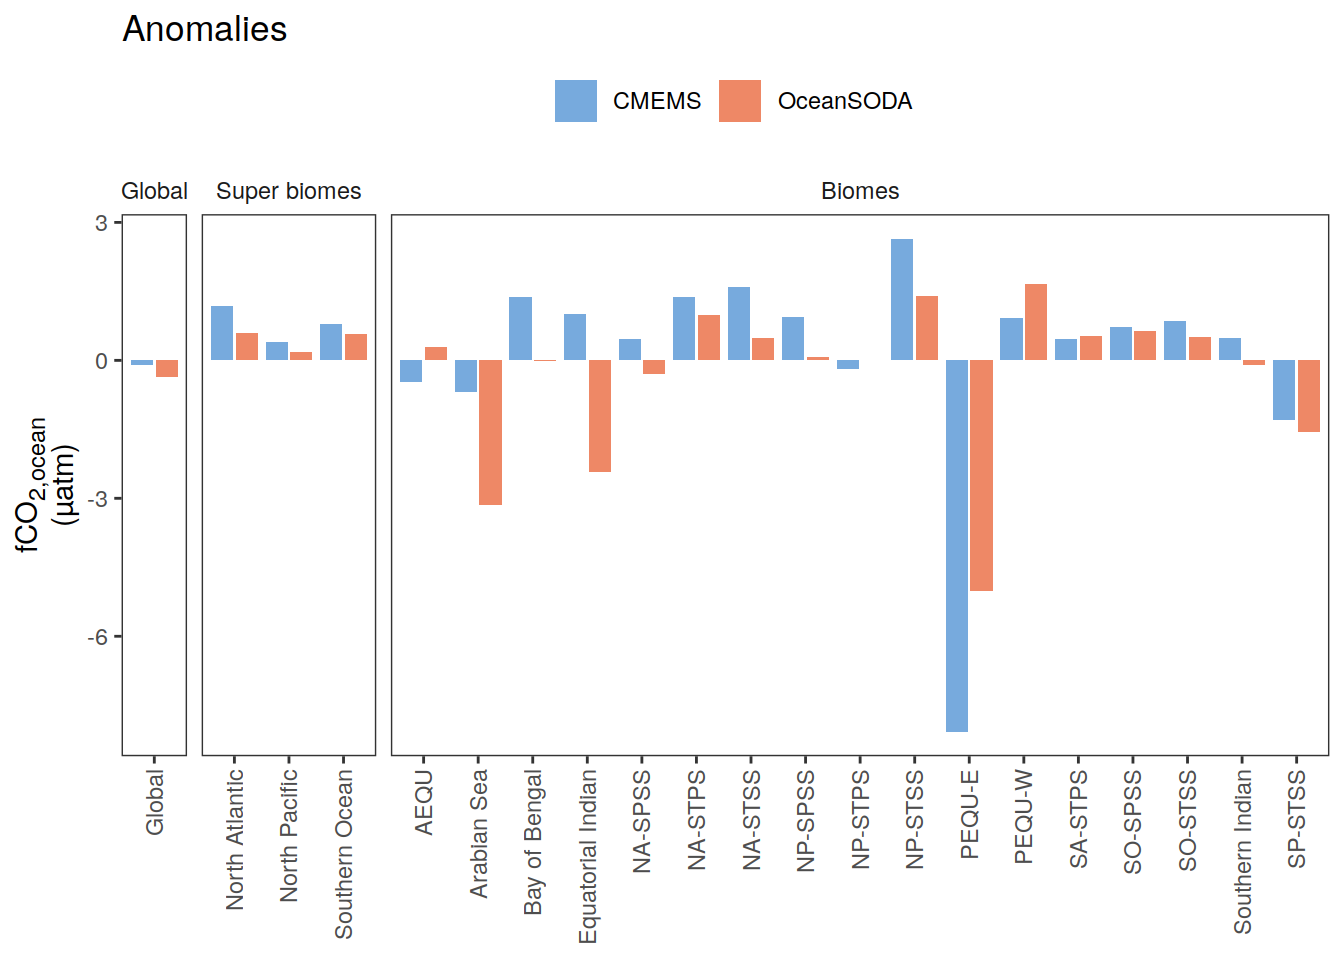 Anomalies
CMEMS
OceanSODA
Global
Super biomes
Biomes
3
0
-3
-6
fCO2,ocean
(µatm)
Global
North Atlantic
North Pacific
Southern Ocean
AEQU
Arabian Sea
Bay of Bengal
Equatorial Indian
NA-SPSS
NA-STPS
NA-STSS
NP-SPSS
NP-STPS
NP-STSS
PEQU-E
PEQU-W
SA-STPS
SO-SPSS
SO-STSS
Southern Indian
SP-STSS